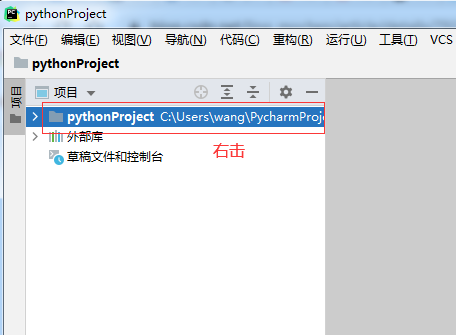 pythonProject
文件(F) 编辑(E) 视图(V) 导航(N) 代码(C) 重构(R) 运行(U) 工具(T) VCS
pythonProject
项目
项目
pythonProject C:\Users\wang\PycharmProje
外部库
右击
草稿文件和控制台